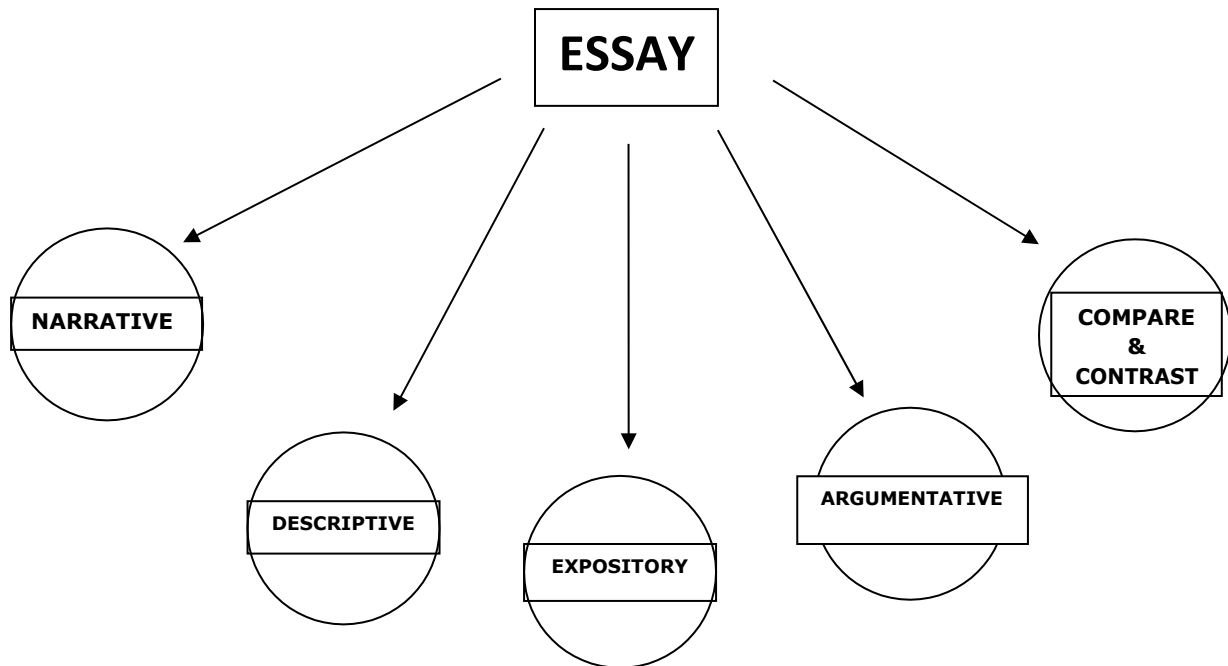 ESSAY
NARRATIVE
DESCRIPTIVE
EXPOSITORY
ARGUMENTATIVE
COMPARE
&
CONTRAST